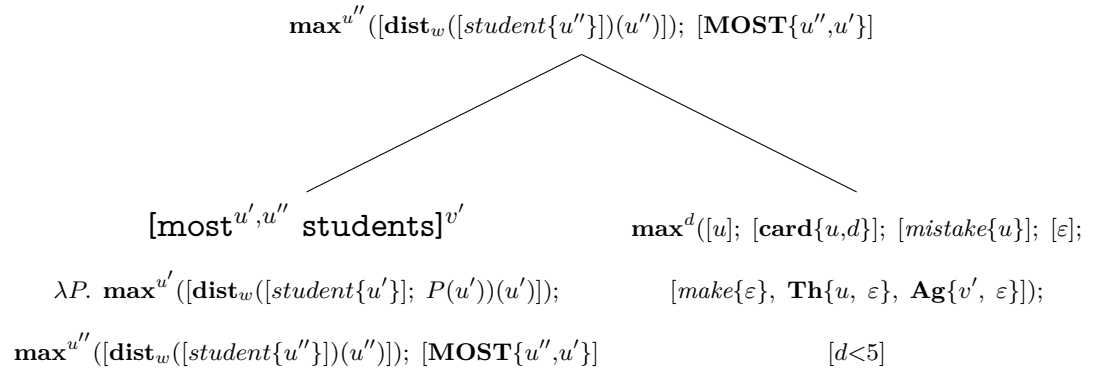 max^{u''}([dist_w([student{u''}])(u'')]); [MOST{u'',u'}]
[most^{u',u''} students]^{v'}
max^d([u]; [card{u,d}]; [mistake{u}]; [ε];
λP. max^{u'}([dist_w([student{u'}]; P(u'))(u')]);
[make{ε}, Th{u, ε}, Ag{v', ε}]);
max^{u''}([dist_w([student{u''}])(u'')]); [MOST{u'',u'}]
[d<5]